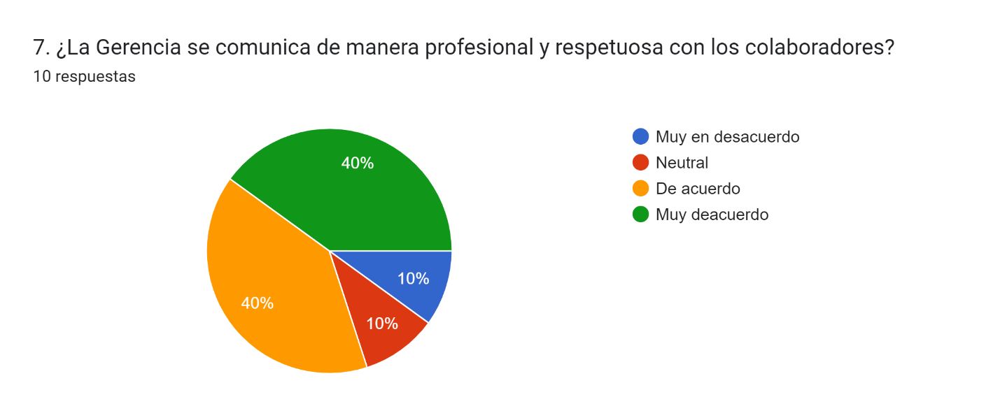 7. ¿La Gerencia se comunica de manera profesional y respetuosa con los colaboradores?
10 respuestas
40%
10%
40%
10%
Muy en desacuerdo
Neutral
De acuerdo
Muy deacuerdo